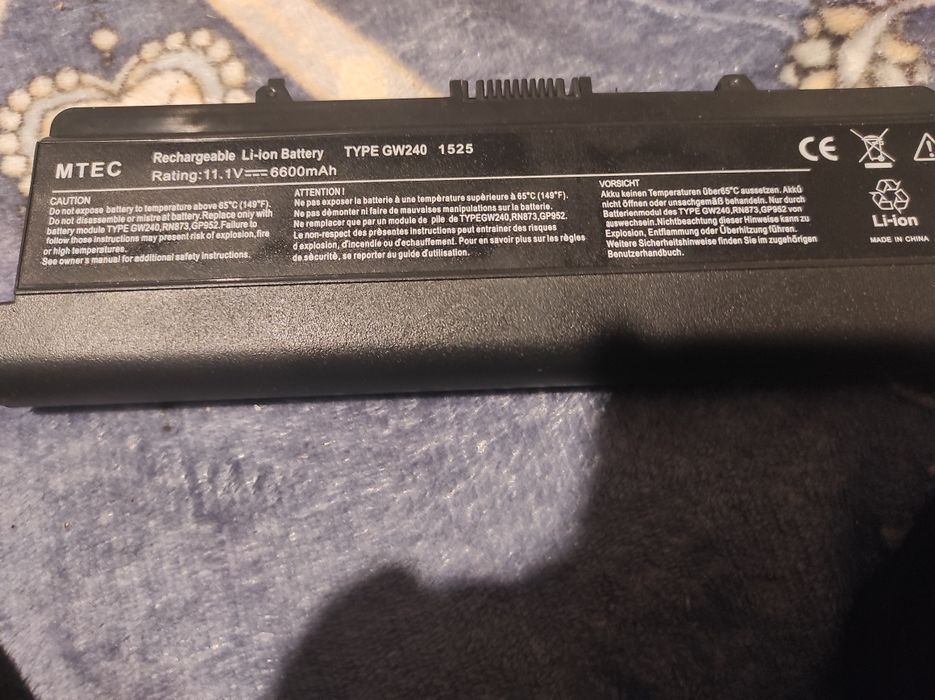 MTEC
Rechargeable Li-ion Battery TYPE GW240 1525
Rating:11.1V 6600mAh
CAUTION
Do not expose battery to temperature above 65°C (149°F).
Do not disassemble or mistreat battery.Replace only with
battery module TYPE GW240,RN873,GP952.Failure to
follow those instructions may present risk of explosion,fire
or high temperatures.
See owner's manual for additional safety instructions.
ATTENTION!
Ne pas exposer la batterie à une température supérieure à 65°C (149°F).
Ne pas démonter ni faire de mauvaises manipulations sur la batterie.
Ne remplacer que par un module de pile de TYPEGW240,RN873,GP952.
Le non-respect des présentes instructions peut entraîner des risques
d explosion, d'incendie ou d'echauffement. Pour en savoir plus sur les règles
de sécurité, se reporter au guide d'utilisation.
VORSICHT
Akku keinen Temperaturen über65°C aussetzen. Akkü
nicht öffnen oder unsachgemäß behandeln. Nur durch
Batterienmodul des TYPE GW240,RN873,GP952 von
auswechseln.Nichtbeachtung dieser Hinweise kann zu
Explosion, Entflammung oder Überhitzung führen.
Weitere Sicherheitshinweise finden Sie im zugehörigen
Benutzerhandbuch.
CE
Li-ion
MADE IN CHINA